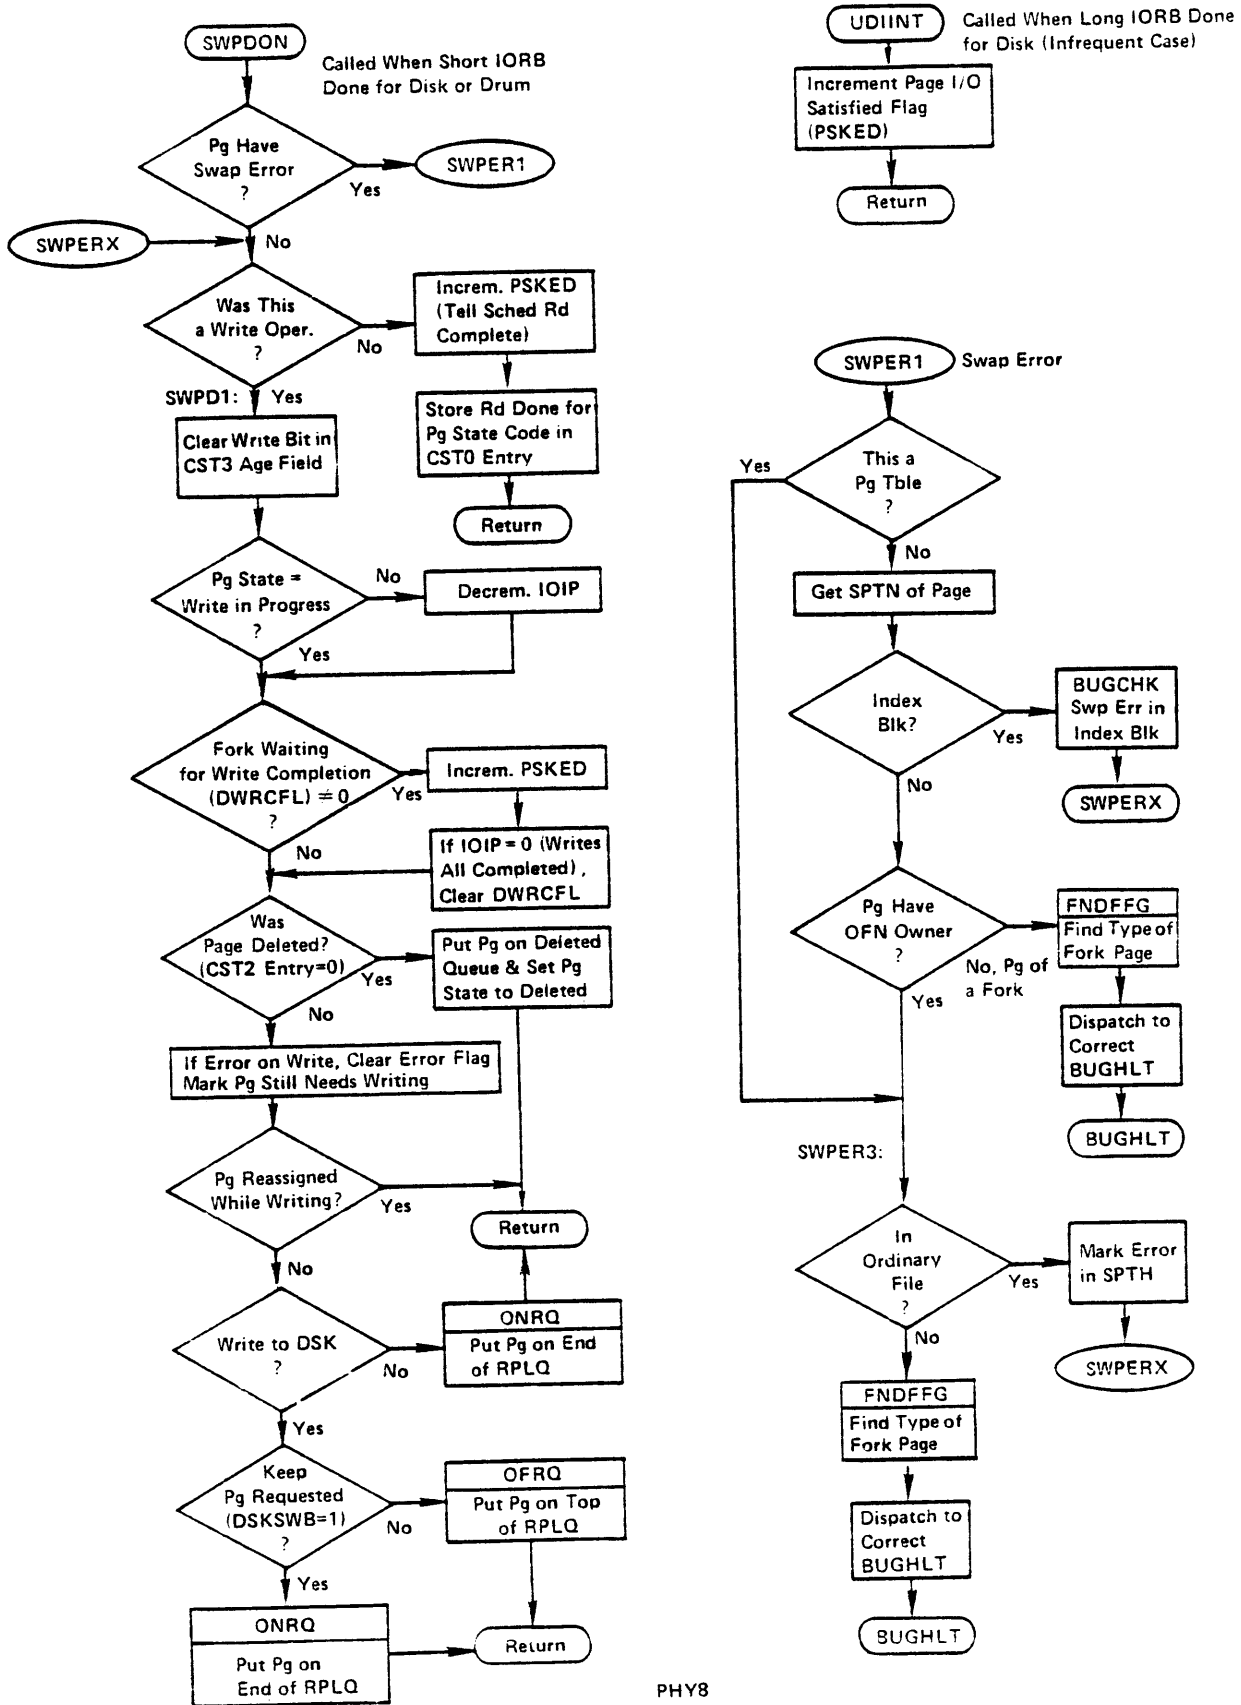 SWPDON
Called When Short IORB
Done for Disk or Drum
Pg Have
Swap Error
?
Yes
SWPER1
No
SWPERX
Was This
a Write Oper.
?
No
Increm. PSKED
(Tell Sched Rd
Complete)
Store Rd Done for
Pg State Code in
CST0 Entry
Return
SWPD1:
Yes
Clear Write Bit in
CST3 Age Field
Pg State =
Write in Progress
?
No
Decrem. IOIP
Yes
Fork Waiting
for Write Completion
(DWRCFL) ≠ 0
?
Yes
Increm. PSKED
If IOIP = 0 (Writes
All Completed),
Clear DWRCFL
No
Was
Page Deleted?
(CST2 Entry=0)
Yes
Put Pg on Deleted
Queue & Set Pg
State to Deleted
No
If Error on Write, Clear Error Flag
Mark Pg Still Needs Writing
Pg Reassigned
While Writing?
Yes
Return
No
Write to DSK
?
No
ONRQ
Put Pg on End
of RPLQ
Yes
Keep
Pg Requested
(DSKSWB=1)
?
No
OFRQ
Put Pg on Top
of RPLQ
Yes
ONRQ
Put Pg on
End of RPLQ
Return
UDIINT
Called When Long IORB Done
for Disk (Infrequent Case)
Increment Page I/O
Satisfied Flag
(PSKED)
Return
SWPER1
Swap Error
Yes
This a
Pg Tble
?
No
Get SPTN of Page
Index
Blk?
Yes
BUGCHK
Swp Err in
Index Blk
SWPERX
No
Pg Have
OFN Owner
?
No, Pg of
a Fork
FNDFFG
Find Type of
Fork Page
Dispatch to
Correct
BUGHLT
BUGHLT
Yes
SWPER3:
In
Ordinary
File
?
Yes
Mark Error
in SPTH
SWPERX
No
FNDFFG
Find Type of
Fork Page
Dispatch to
Correct
BUGHLT
BUGHLT
PHY8